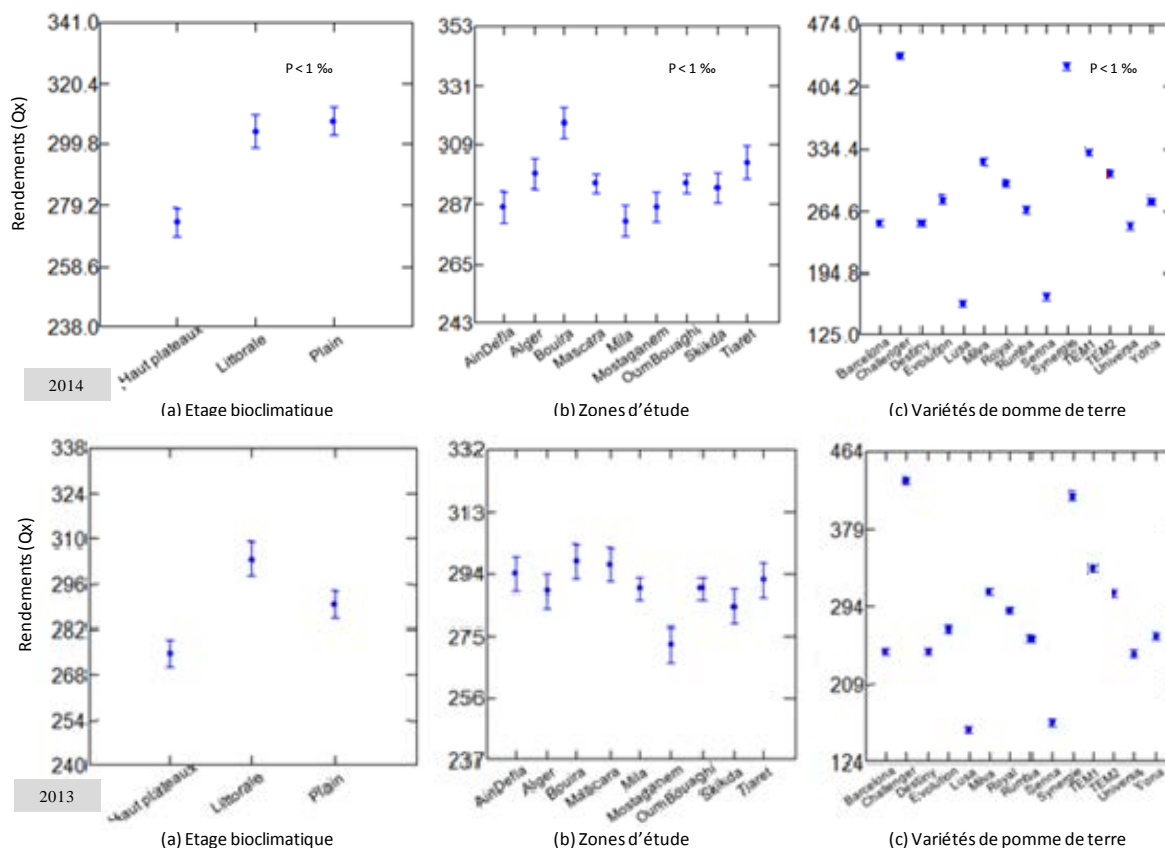 Rendements (Qx)
341.0
320.4
299.8
279.2
258.6
238.0
P < 1 ‰
Haut plateaux
Littorale
Plain
2014
(a) Etage bioclimatique
353
331
309
287
265
243
P < 1 ‰
AinDefla
Alger
Bouira
Mascara
Mila
Mostaganem
OumBouaghi
Skikda
Tiaret
(b) Zones d'étude
474.0
404.2
334.4
264.6
194.8
125.0
P < 1 ‰
Barcelona
Challenger
Destiny
Evolution
Lusa
Milva
Royal
Rumba
Senna
Synergie
TEM1
TEM2
Universa
Yona
(c) Variétés de pomme de terre
Rendements (Qx)
338
324
310
296
282
268
254
240
Haut plateaux
Littorale
Plain
2013
(a) Etage bioclimatique
332
313
294
275
256
237
AinDefla
Alger
Bouira
Mascara
Mila
Mostaganem
OumBouaghi
Skikda
Tiaret
(b) Zones d'étude
464
379
294
209
124
Barcelona
Challenger
Destiny
Evolution
Lusa
Milva
Royal
Rumba
Senna
Synergie
TEM1
TEM2
Universa
Yona
(c) Variétés de pomme de terre